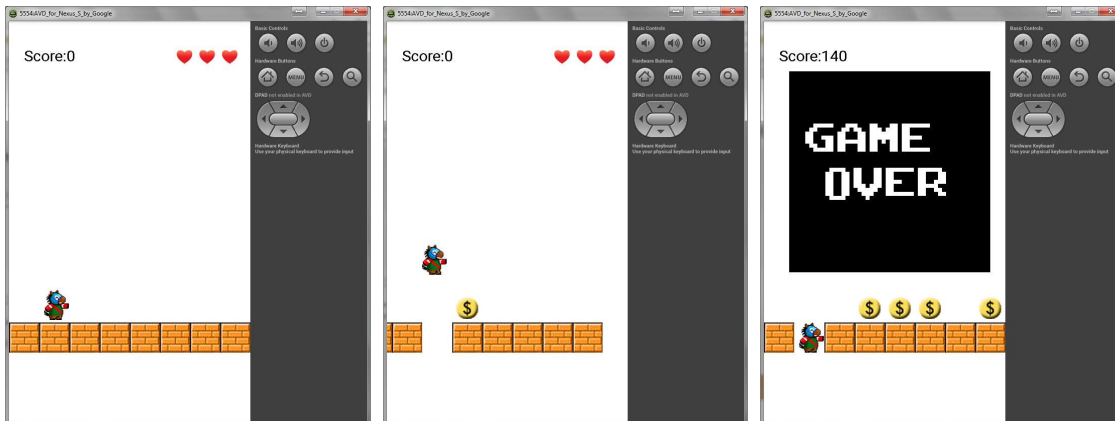 5554:AVD_for_Nexus_S_by_Google
Score:0
Basic Controls
Hardware Buttons
MENU
DPAD not enabled in AVD
Hardware Keyboard
Use your physical keyboard to provide input
5554:AVD_for_Nexus_S_by_Google
Score:0
$
Basic Controls
Hardware Buttons
MENU
DPAD not enabled in AVD
Hardware Keyboard
Use your physical keyboard to provide input
5554:AVD_for_Nexus_S_by_Google
Score:140
GAME
OVER
$ $ $ $
Basic Controls
Hardware Buttons
MENU
DPAD not enabled in AVD
Hardware Keyboard
Use your physical keyboard to provide input